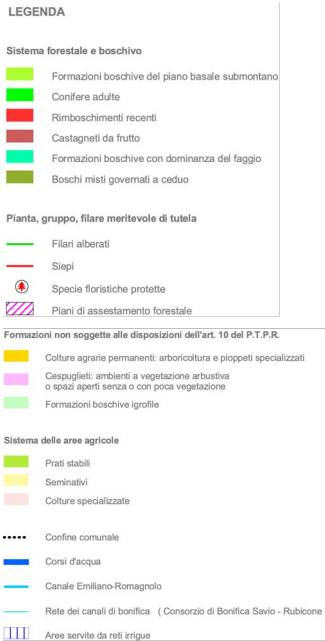 LEGENDA
Sistema forestale e boschivo
Formazioni boschive del piano basale submontano
Conifere adulte
Rimboschimenti recenti
Castagneti da frutto
Formazioni boschive con dominanza del faggio
Boschi misti governati a ceduo
Pianta, gruppo, filare meritevole di tutela
Filari alberati
Siepi
Specie floristiche protette
Piani di assestamento forestale
Formazioni non soggette alle disposizioni dell'art. 10 del P.T.P.R.
Colture agrarie permanenti: arboricoltura e pioppeti specializzati
Cespuglieti: ambienti a vegetazione arbustiva
o spazi aperti senza o con poca vegetazione
Formazioni boschive igrofile
Sistema delle aree agricole
Prati stabili
Seminativi
Colture specializzate
Confine comunale
Corsi d'acqua
Canale Emiliano-Romagnolo
Rete dei canali di bonifica ( Consorzio di Bonifica Savio - Rubicone
Aree servite da reti irrigue